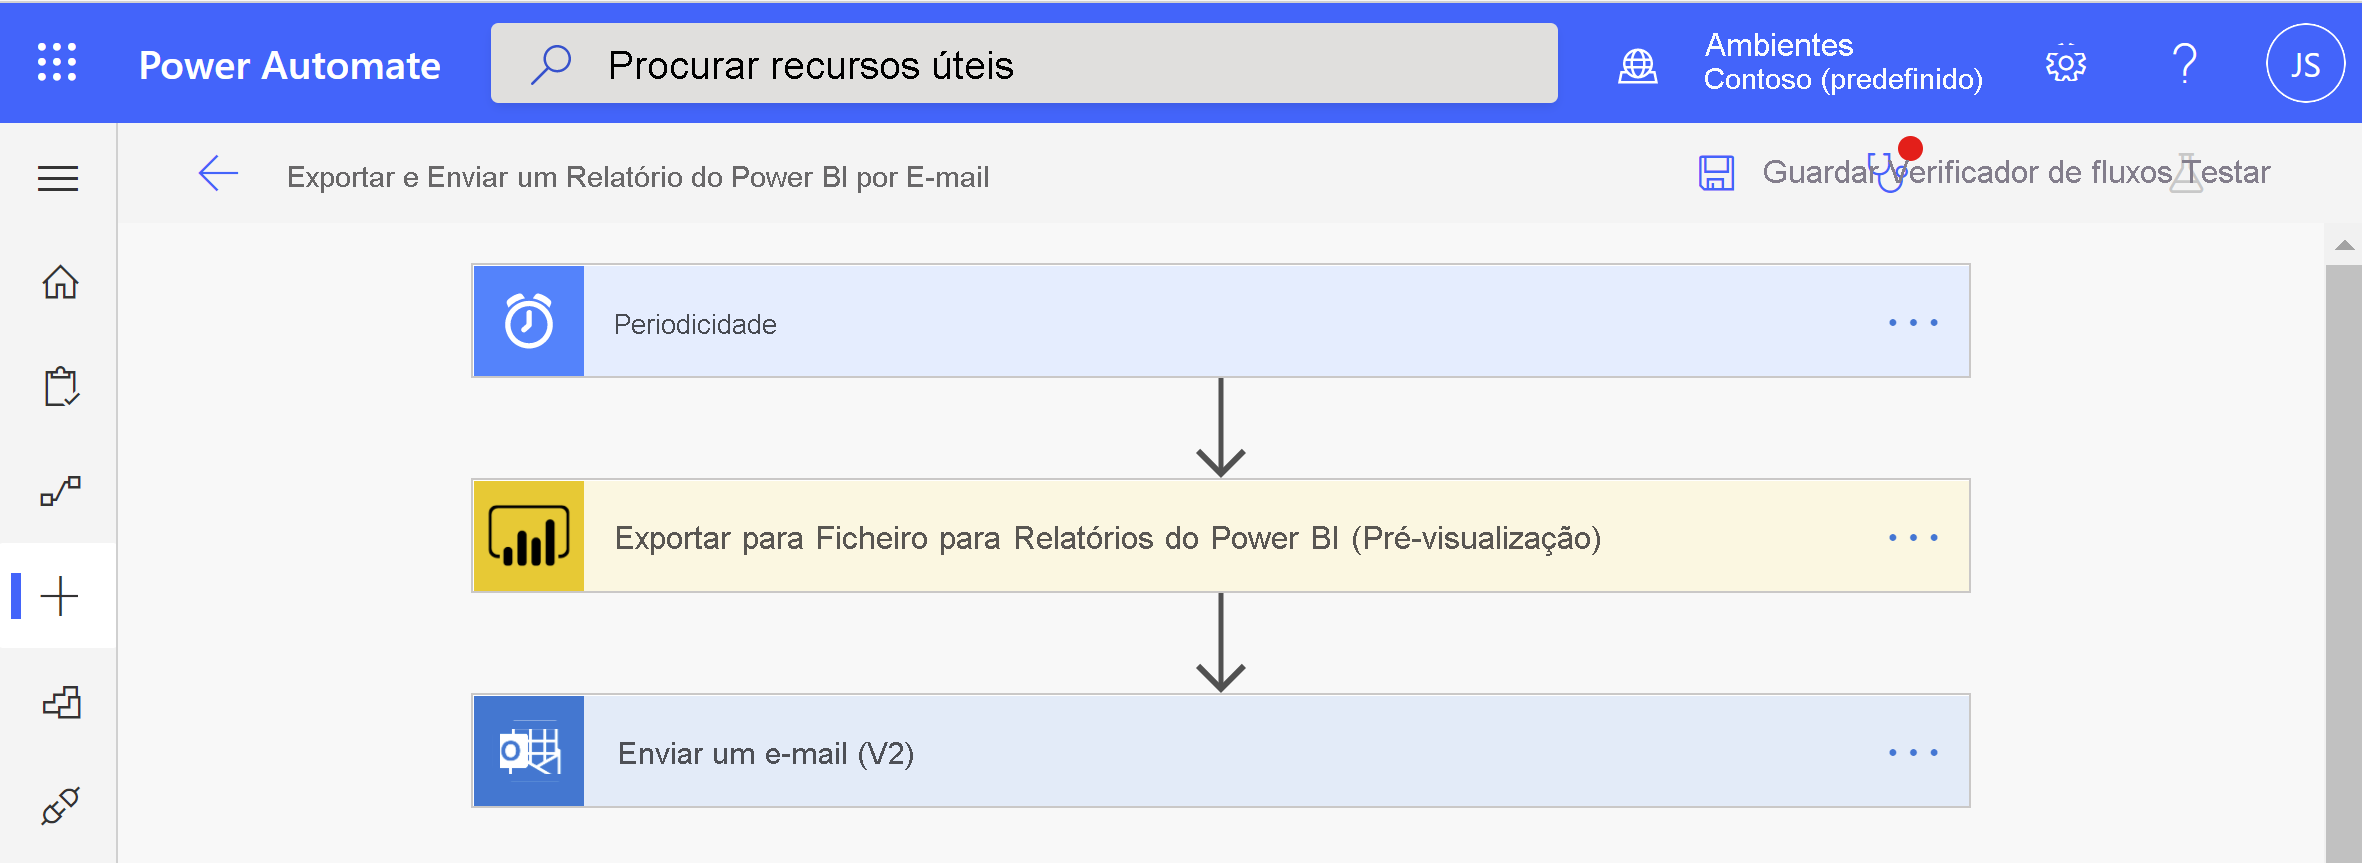 Power Automate
Procurar recursos úteis
Ambientes
Contoso (predefinido)
JS
Exportar e Enviar um Relatório do Power BI por E-mail
Guardar Verificador de fluxos Testar
Periodicidade
Exportar para Ficheiro para Relatórios do Power BI (Pré-visualização)
Enviar um e-mail (V2)